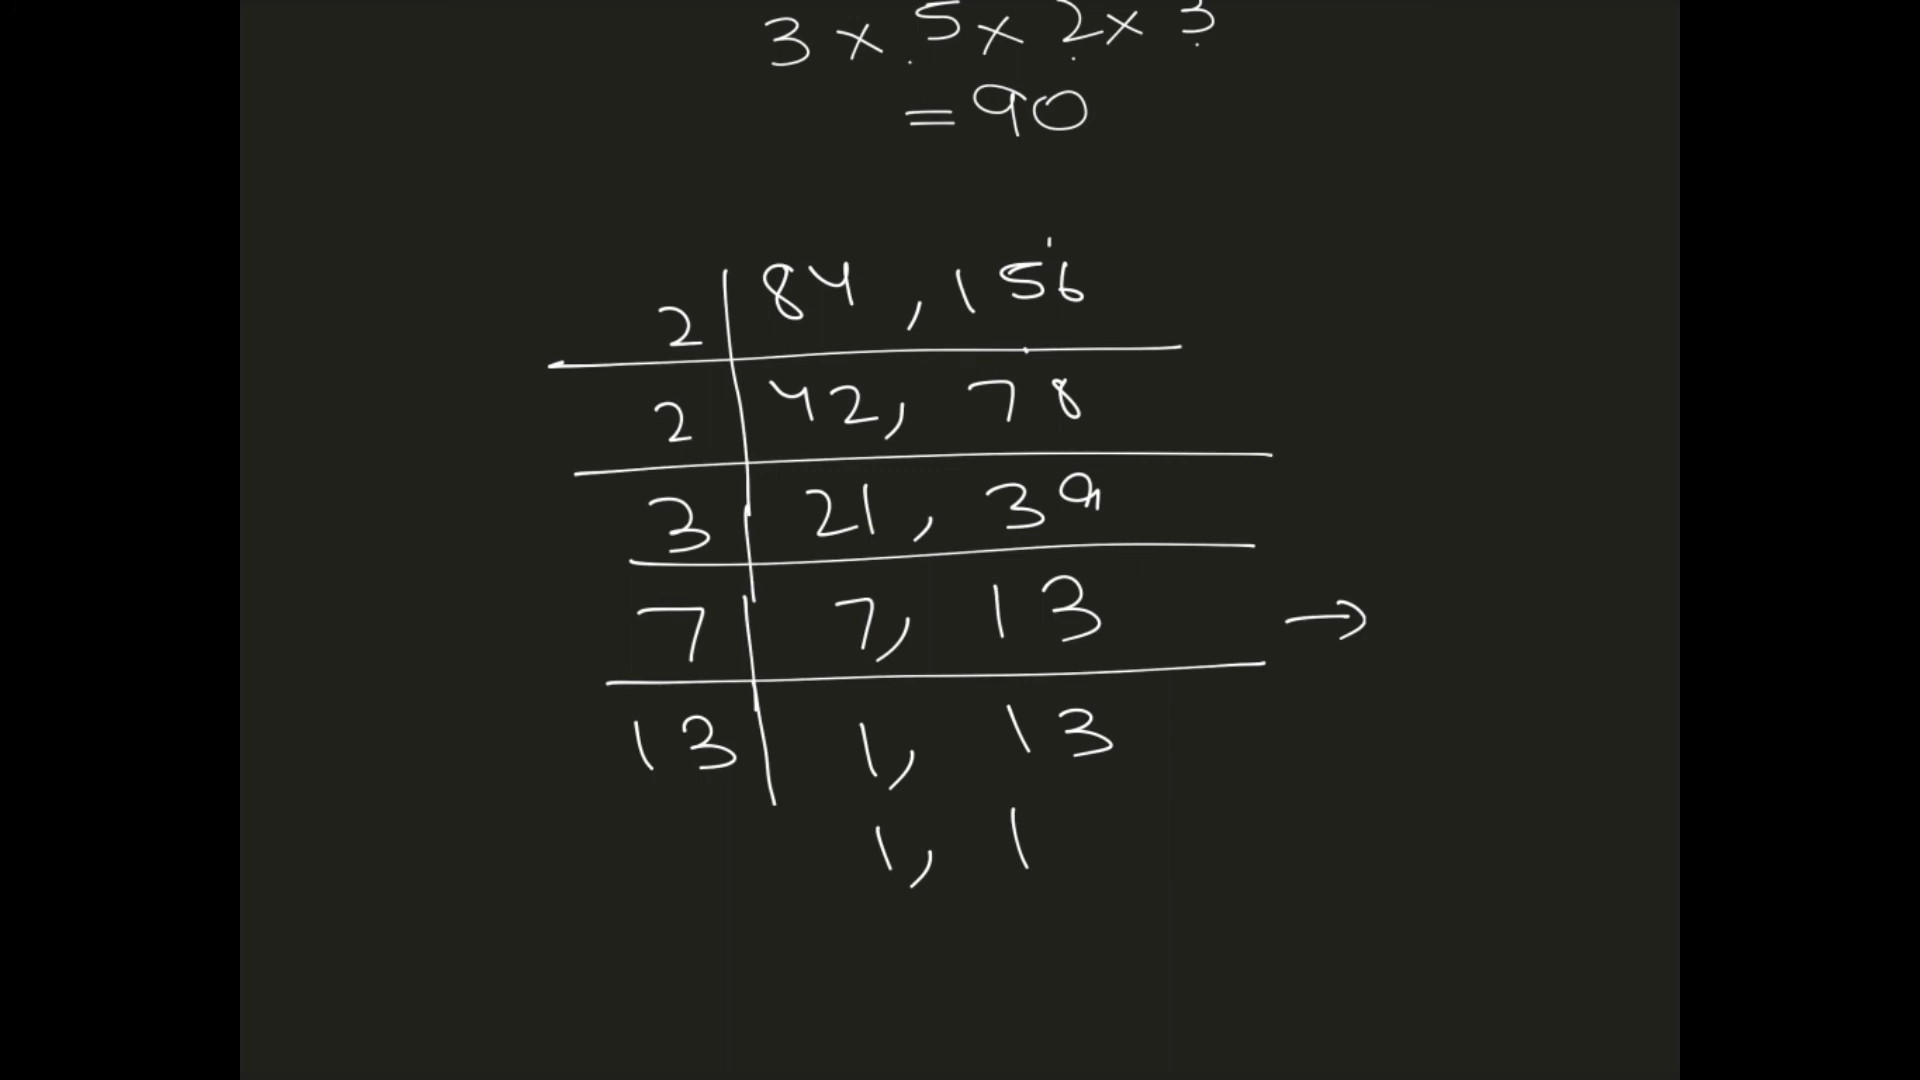 3 × 5 × 2 × 3
= 90
2 | 84 , 156
2 | 42, 78
3 | 21 , 39
7 | 7, 13 →
13 | 1, 13
1, 1